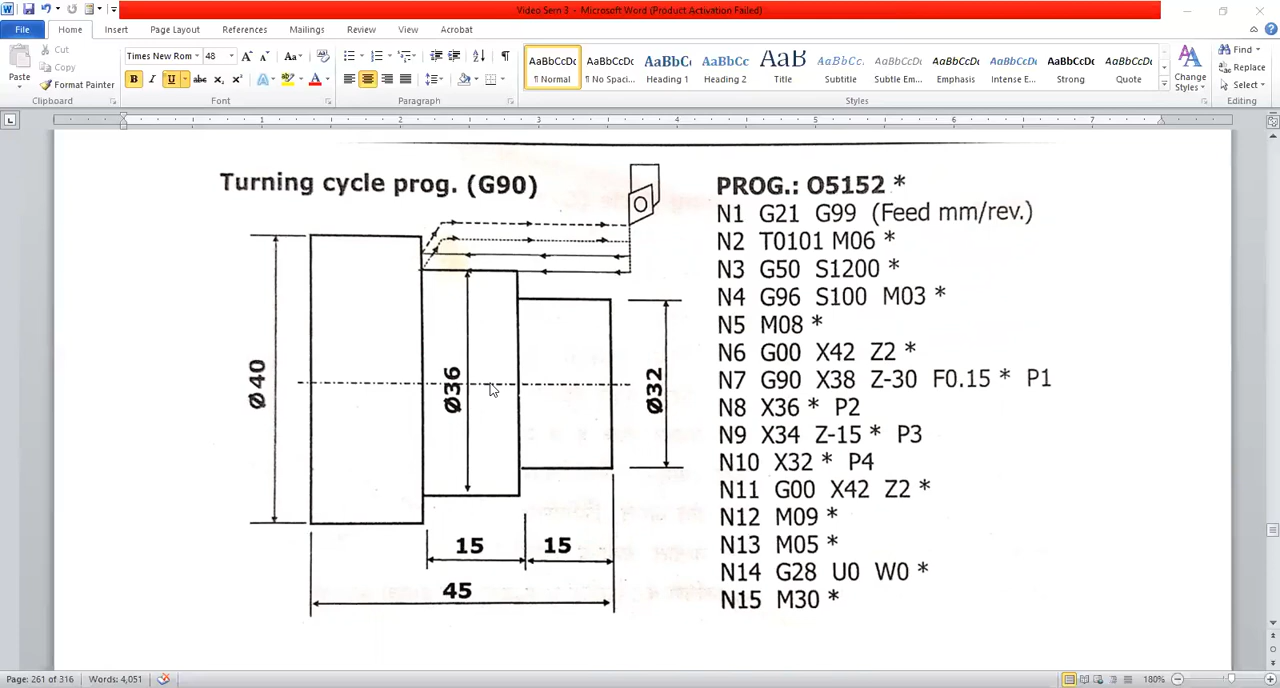 Video Sem 3 - Microsoft Word (Product Activation Failed)
File Home Insert Page Layout References Mailings Review View Acrobat
Paste
Cut
Copy
Format Painter
Clipboard
Times New Rom 48
Font
Paragraph
AaBbCcDc AaBbCcDc AaBbC AaBbCc AaB AaBbCc. AaBbCcDc AaBbCcDc AaBbCcDc AaBbCcDc AaBbCcDc
¶ Normal ¶ No Spaci... Heading 1 Heading 2 Title Subtitle Subtle Em... Emphasis Intense E... Strong Quote
Change Styles
Styles
Find
Replace
Select
Editing
1 2 3 4 5 6 7
Turning cycle prog. (G90)
Ø40
Ø36
Ø32
15 15
45
PROG.: O5152 *
N1 G21 G99 (Feed mm/rev.)
N2 T0101 M06 *
N3 G50 S1200 *
N4 G96 S100 M03 *
N5 M08 *
N6 G00 X42 Z2 *
N7 G90 X38 Z-30 F0.15 * P1
N8 X36 * P2
N9 X34 Z-15 * P3
N10 X32 * P4
N11 G00 X42 Z2 *
N12 M09 *
N13 M05 *
N14 G28 U0 W0 *
N15 M30 *
Page: 261 of 316 Words: 4,051 180%